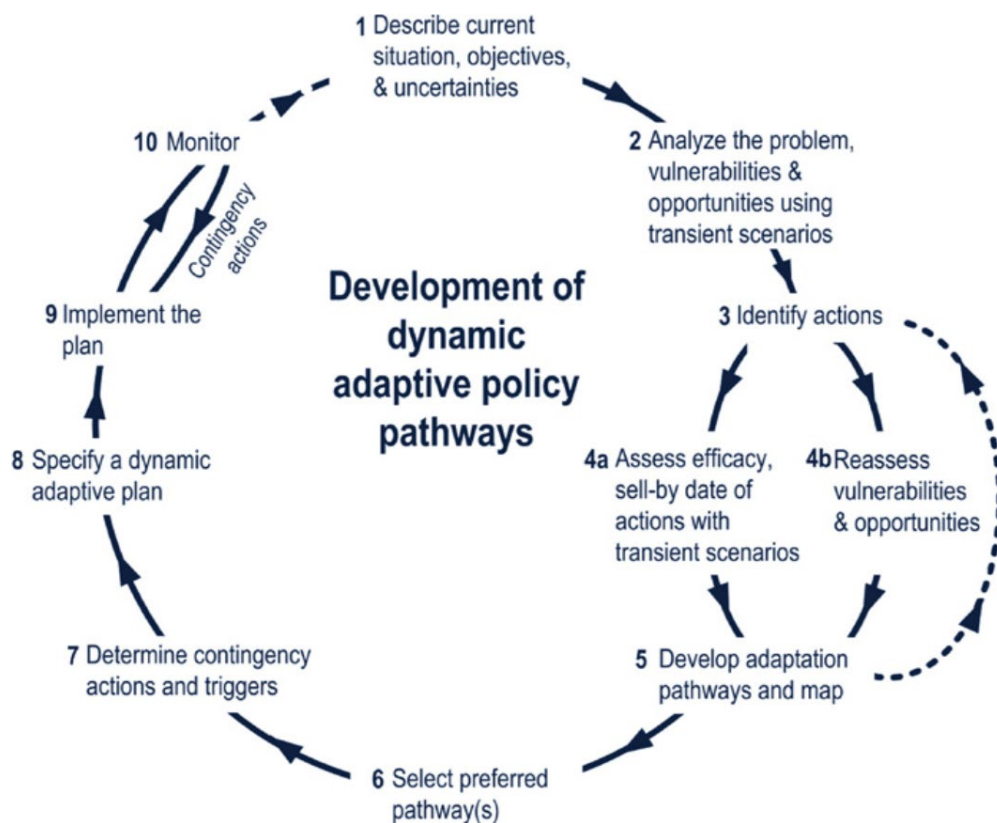 1 Describe current
situation, objectives,
& uncertainties
2 Analyze the problem,
vulnerabilities &
opportunities using
transient scenarios
3 Identify actions
4a Assess efficacy,
sell-by date of
actions with
transient scenarios
4b Reassess
vulnerabilities
& opportunities
5 Develop adaptation
pathways and map
6 Select preferred
pathway(s)
7 Determine contingency
actions and triggers
8 Specify a dynamic
adaptive plan
9 Implement the
plan
10 Monitor
Contingency
actions
Development of
dynamic
adaptive policy
pathways